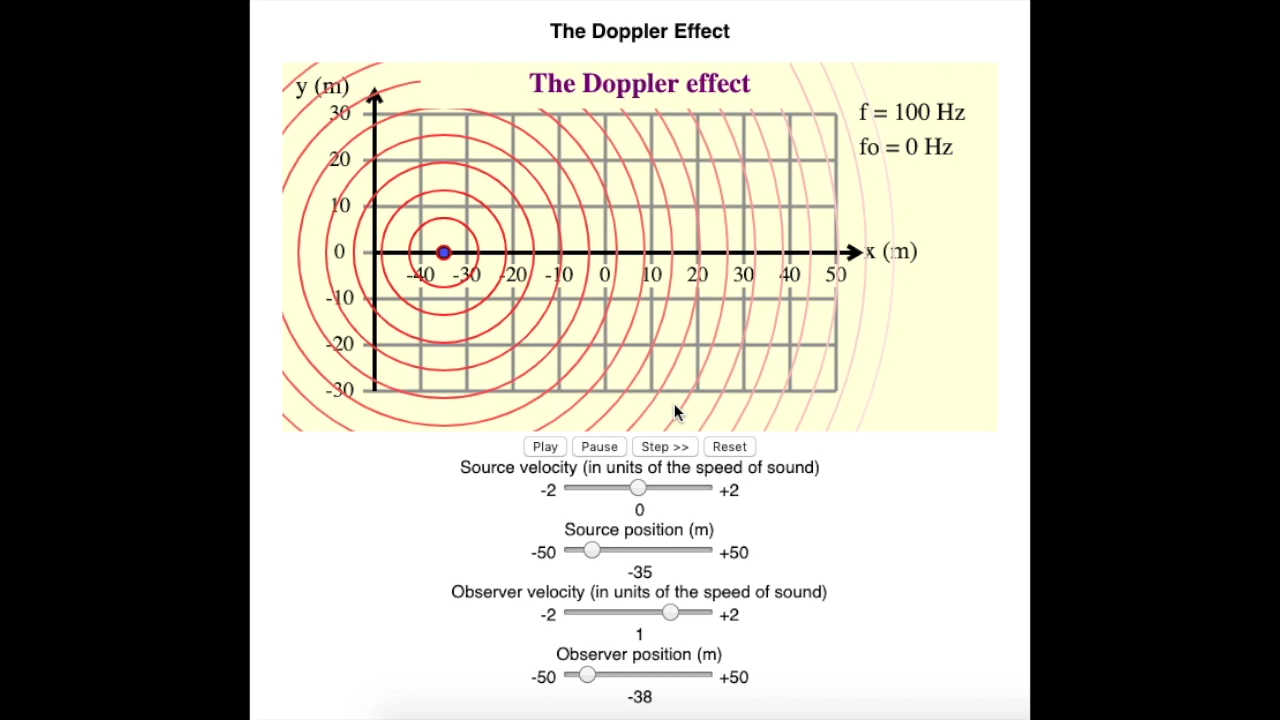 The Doppler Effect
The Doppler effect
y (m)
f = 100 Hz
fo = 0 Hz
30
20
10
0
x (m)
-40 -30 -20 -10 0 10 20 30 40 50
-10
-20
-30
Play Pause Step >> Reset
Source velocity (in units of the speed of sound)
-2 +2
0
Source position (m)
-50 +50
-35
Observer velocity (in units of the speed of sound)
-2 +2
1
Observer position (m)
-50 +50
-38